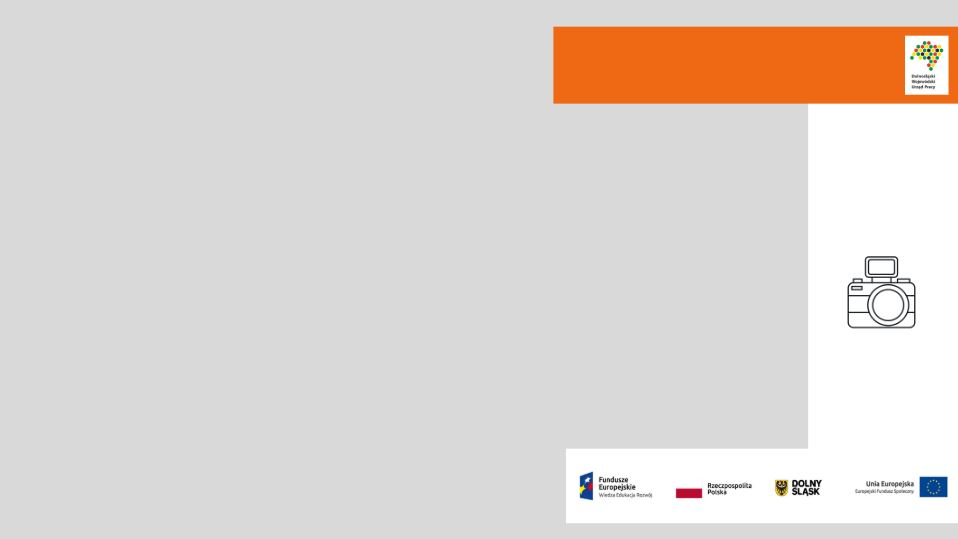 Dolnośląski
Wojewódzki
Urząd Pracy
Fundusze
Europejskie
Wiedza Edukacja Rozwój
Rzeczpospolita
Polska
DOLNY
ŚLĄSK
Unia Europejska
Europejski Fundusz Społeczny